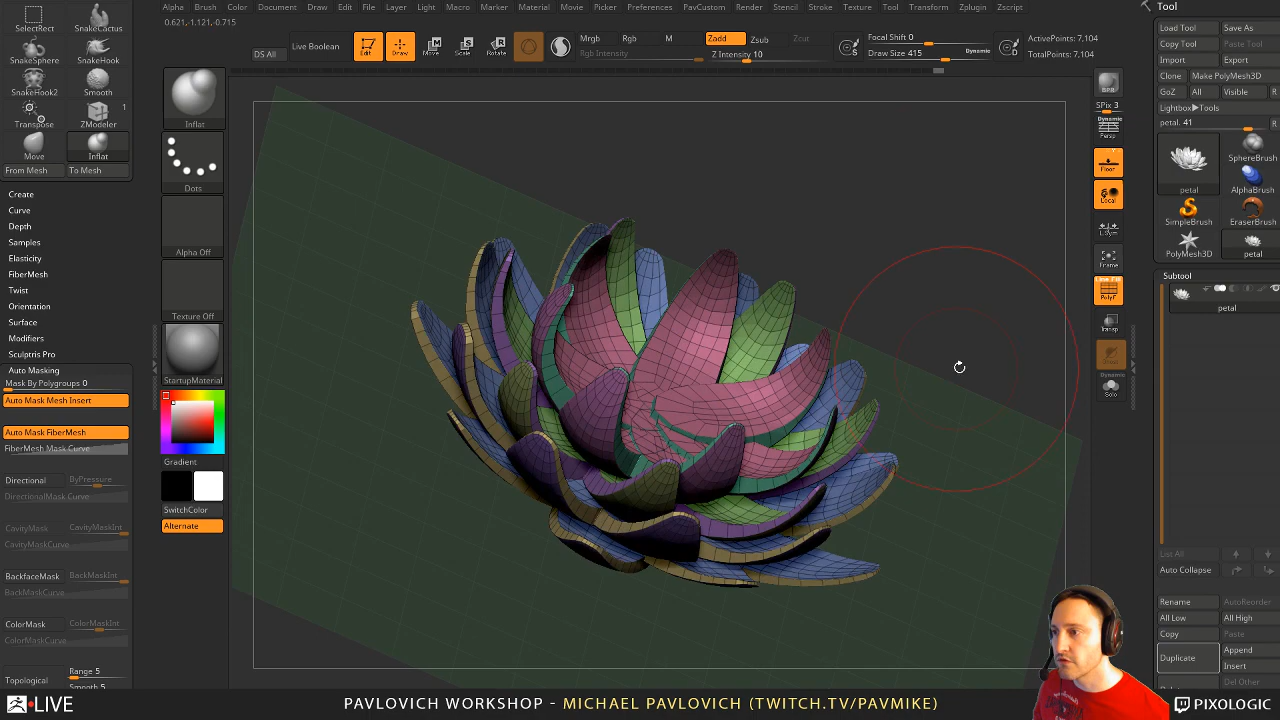 Alpha Brush Color Document Draw Edit File Layer Light Macro Marker Material Movie Picker Preferences PavCustom Render Stencil Stroke Texture Tool Transform Zplugin Zscript
0.621,-1.121,-0.715
DS All
Live Boolean
Edit
Draw
Move
Scale
Rotate
Mrgb
Rgb
M
Rgb Intensity
Zadd
Zsub
Z Intensity 10
Focal Shift 0
Draw Size 415
Dynamic
ActivePoints: 7,104
TotalPoints: 7,104
SelectRect
SnakeCactus
SnakeSphere
SnakeHook
SnakeHook2
Smooth
Transpose
ZModeler
1
Move
Inflat
From Mesh
To Mesh
Create
Curve
Depth
Samples
Elasticity
FiberMesh
Twist
Orientation
Surface
Modifiers
Sculptris Pro
Auto Masking
Mask By Polygroups 0
Auto Mask Mesh Insert
Auto Mask FiberMesh
FiberMesh Mask Curve
Directional
ByPressure
DirectionalMask Curve
CavityMask
CavityMaskInt
CavityMaskCurve
BackfaceMask
BackMaskInt
BackMaskCurve
ColorMask
ColorMaskInt
ColorMaskCurve
Topological
Range 5
Smooth 5
Inflat
Dots
Alpha Off
Texture Off
StartupMaterial
Gradient
SwitchColor
Alternate
BPR
SPix 3
Dynamic
Persp
Floor
Local
L.Sym
Frame
Line Fill
PolyF
Transp
Dynamic
Solo
Tool
Load Tool
Save As
Copy Tool
Paste Tool
Import
Export
Clone
Make PolyMesh3D
GoZ
All
Visible
R
Lightbox▶Tools
petal. 41
R
petal
SphereBrush
AlphaBrush
SimpleBrush
EraserBrush
PolyMesh3D
petal
Subtool
petal
List All
Auto Collapse
Rename
AutoReorder
All Low
All High
Copy
Paste
Duplicate
Append
Insert
Del Other
LIVE
PAVLOVICH WORKSHOP - MICHAEL PAVLOVICH (TWITCH.TV/PAVMIKE)
PIXOLOGIC